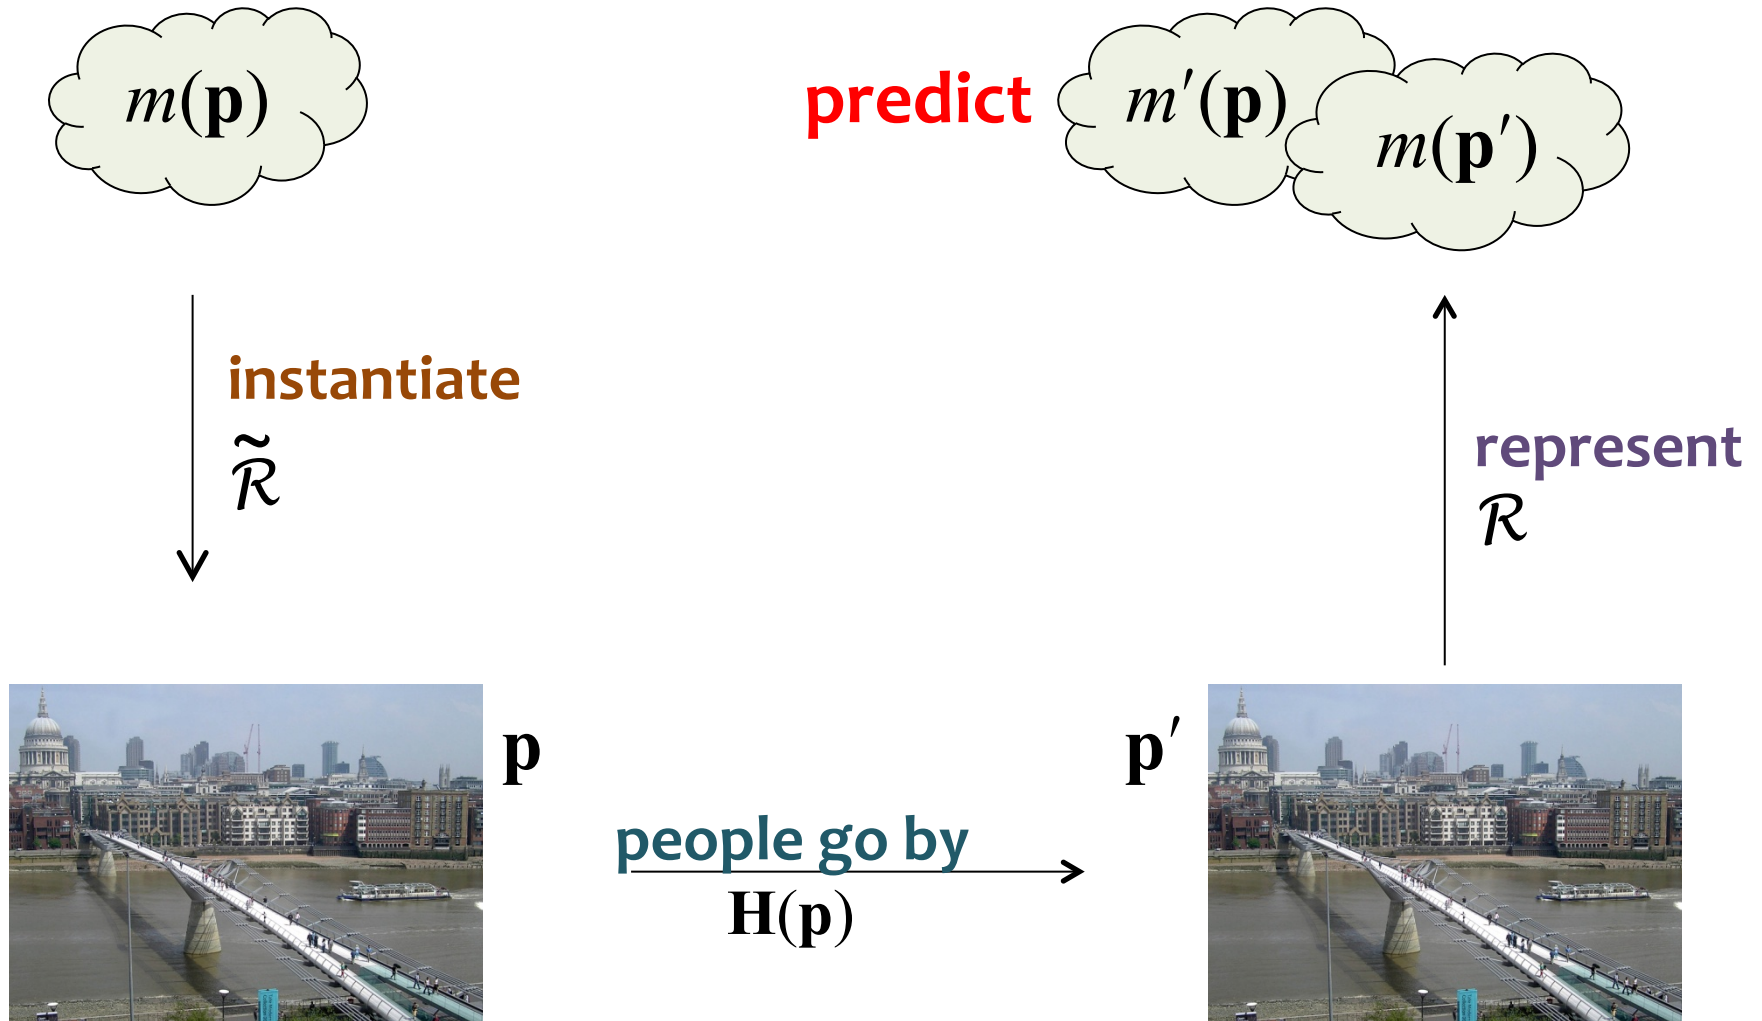 m(p)
predict
m′(p)
m(p′)
instantiate
R̃
represent
R
p
p′
people go by
H(p)